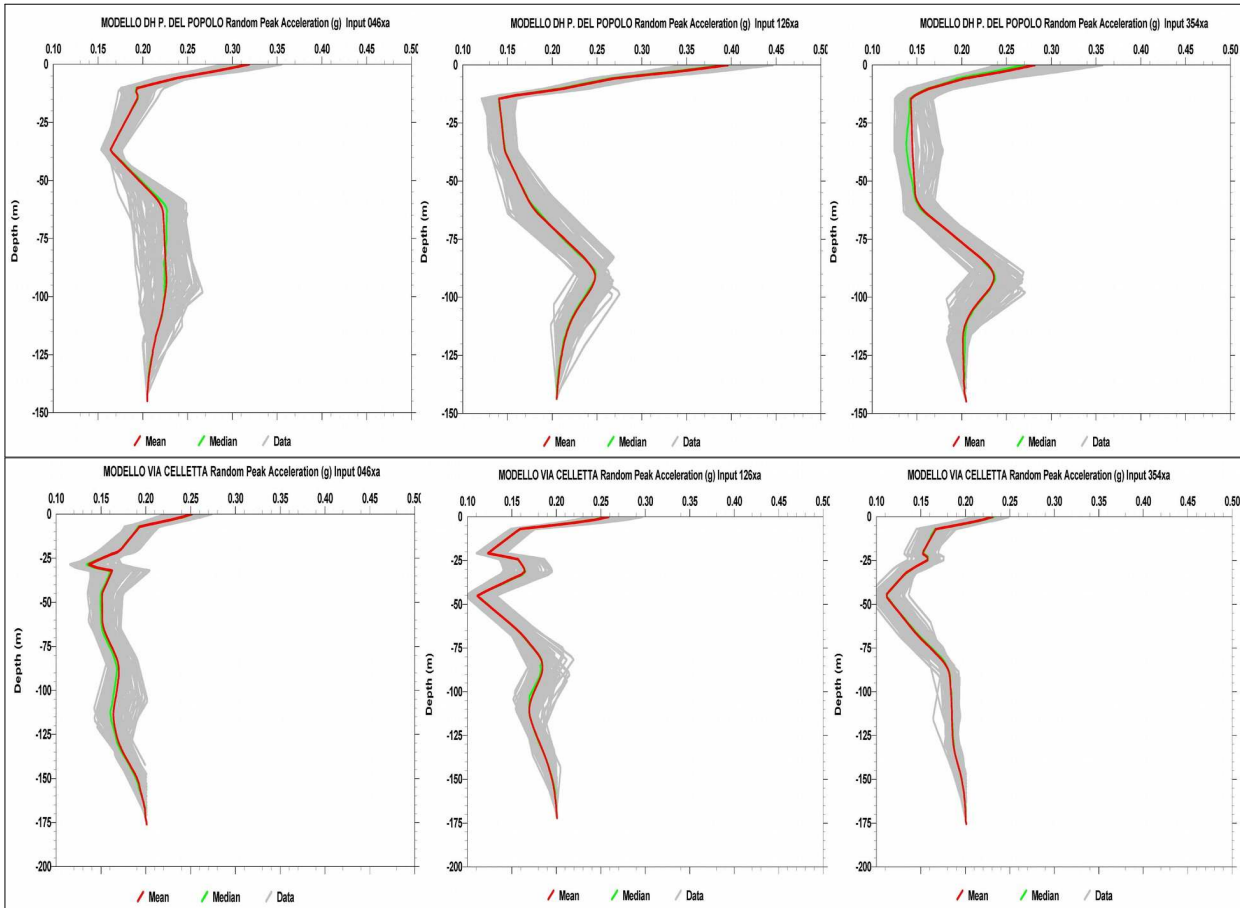 MODELLO DH P. DEL POPOLO Random Peak Acceleration (g) Input 046xa
0.10 0.15 0.20 0.25 0.30 0.35 0.40 0.45 0.50
0
-25
-50
-75
-100
-125
-150
Depth (m)
Mean Median Data
MODELLO DH P. DEL POPOLO Random Peak Acceleration (g) Input 126xa
0.10 0.15 0.20 0.25 0.30 0.35 0.40 0.45 0.50
0
-25
-50
-75
-100
-125
-150
Depth (m)
Mean Median Data
MODELLO DH P. DEL POPOLO Random Peak Acceleration (g) Input 354xa
0.10 0.15 0.20 0.25 0.30 0.35 0.40 0.45 0.50
0
-25
-50
-75
-100
-125
-150
Depth (m)
Mean Median Data
MODELLO VIA CELLETTA Random Peak Acceleration (g) Input 046xa
0.10 0.15 0.20 0.25 0.30 0.35 0.40 0.45 0.50
0
-25
-50
-75
-100
-125
-150
-175
-200
Depth (m)
Mean Median Data
MODELLO VIA CELLETTA Random Peak Acceleration (g) Input 126xa
0.10 0.15 0.20 0.25 0.30 0.35 0.40 0.45 0.50
0
-25
-50
-75
-100
-125
-150
-175
-200
Depth (m)
Mean Median Data
MODELLO VIA CELLETTA Random Peak Acceleration (g) Input 354xa
0.10 0.15 0.20 0.25 0.30 0.35 0.40 0.45 0.50
0
-25
-50
-75
-100
-125
-150
-175
-200
Depth (m)
Mean Median Data